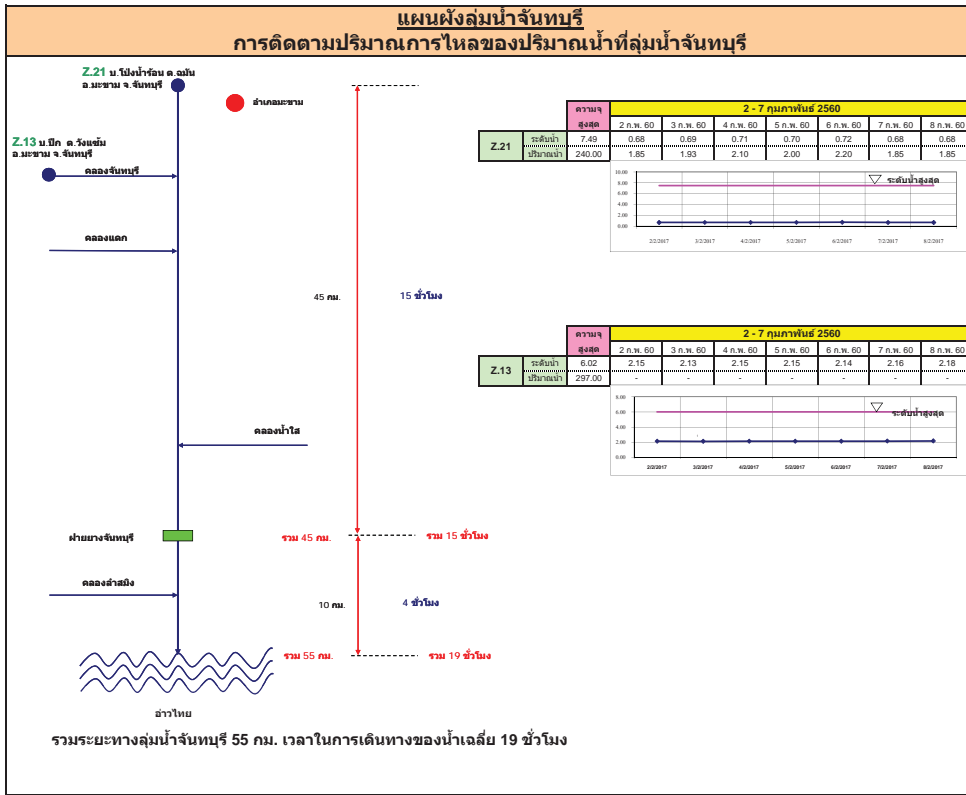 แผนผังลุ่มน้ำจันทบุรี
การติดตามปริมาณการไหลของปริมาณน้ำที่ลุ่มน้ำจันทบุรี
Z.21 บ.โป่งน้ำร้อน ต.ฉมัน
อ.มะขาม จ.จันทบุรี
อำเภอมะขาม
Z.13 บ.ปึก ต.วังแซ้ม
อ.มะขาม จ.จันทบุรี
คลองจันทบุรี
คลองแตก
45 กม. 15 ชั่วโมง
คลองน้ำใส
ฝายยางจันทบุรี รวม 45 กม. รวม 15 ชั่วโมง
คลองลำสมิง
10 กม. 4 ชั่วโมง
รวม 55 กม. รวม 19 ชั่วโมง
อ่าวไทย
รวมระยะทางลุ่มน้ำจันทบุรี 55 กม. เวลาในการเดินทางของน้ำเฉลี่ย 19 ชั่วโมง
ความจุ 2 - 7 กุมภาพันธ์ 2560
สูงสุด 2 ก.พ. 60 3 ก.พ. 60 4 ก.พ. 60 5 ก.พ. 60 6 ก.พ. 60 7 ก.พ. 60 8 ก.พ. 60
Z.21
ระดับน้ำ 7.49 0.68 0.69 0.71 0.70 0.72 0.68 0.68
ปริมาณน้ำ 240.00 1.85 1.93 2.10 2.00 2.20 1.85 1.85
ระดับน้ำสูงสุด
10.00
8.00
6.00
4.00
2.00
0.00
2/2/2017 3/2/2017 4/2/2017 5/2/2017 6/2/2017 7/2/2017 8/2/2017
ความจุ 2 - 7 กุมภาพันธ์ 2560
สูงสุด 2 ก.พ. 60 3 ก.พ. 60 4 ก.พ. 60 5 ก.พ. 60 6 ก.พ. 60 7 ก.พ. 60 8 ก.พ. 60
Z.13
ระดับน้ำ 6.02 2.15 2.13 2.15 2.15 2.14 2.16 2.18
ปริมาณน้ำ 297.00 - - - - - - -
ระดับน้ำสูงสุด
8.00
6.00
4.00
2.00
0.00
2/2/2017 3/2/2017 4/2/2017 5/2/2017 6/2/2017 7/2/2017 8/2/2017